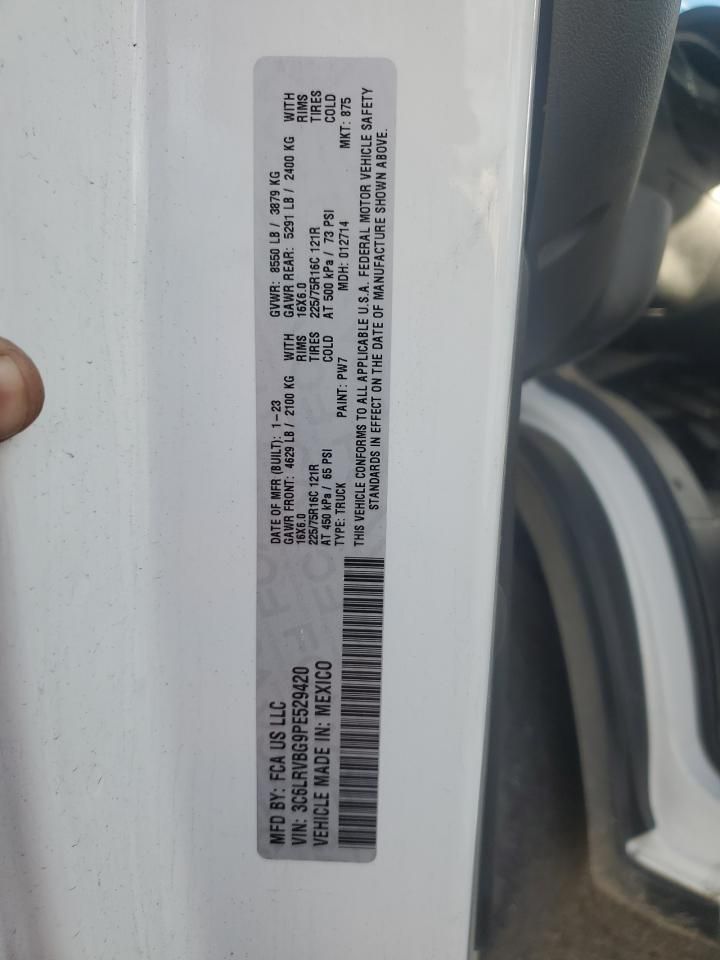 MFD BY: FCA US LLC
VIN: 3C6LRVBG9PE529420
VEHICLE MADE IN: MEXICO
DATE OF MFR (BUILT): 1-23 GVWR: 8550 LB / 3879 KG
GAWR FRONT: 4629 LB / 2100 KG WITH GAWR REAR: 5291 LB / 2400 KG WITH
16X6.0 RIMS 16X6.0 RIMS
225/75R16C 121R TIRES 225/75R16C 121R TIRES
AT 450 kPa / 65 PSI COLD AT 500 kPa / 73 PSI COLD
TYPE: TRUCK PAINT: PW7 MDH: 012714 MKT: 875
THIS VEHICLE CONFORMS TO ALL APPLICABLE U.S.A. FEDERAL MOTOR VEHICLE SAFETY
STANDARDS IN EFFECT ON THE DATE OF MANUFACTURE SHOWN ABOVE.